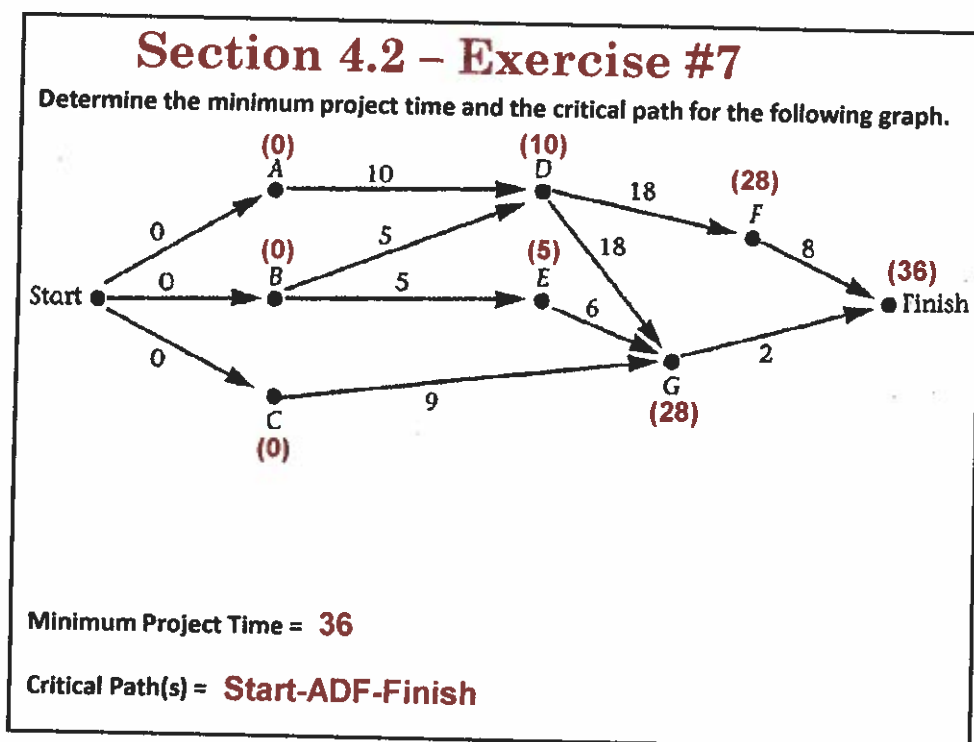 Section 4.2 – Exercise #7
Determine the minimum project time and the critical path for the following graph.
(0)
A
10
(10)
D
18
(28)
F
8
(36)
Finish
0
Start
0
(0)
B
5
5
(5)
E
18
6
2
0
C
(0)
9
G
(28)
Minimum Project Time = 36
Critical Path(s) = Start-ADF-Finish